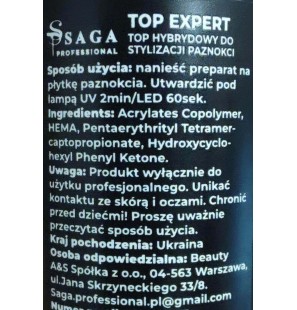 SAGA
PROFESSIONAL
TOP EXPERT
TOP HYBRYDOWY DO
STYLIZACJI PAZNOKCI
Sposób użycia: nanieść preparat na
płytkę paznokcia. Utwardzić pod
lampą UV 2min/LED 60sek.
Ingredients: Acrylates Copolymer,
HEMA, Pentaerythrityl Tetramer-
captopropionate, Hydroxycyclo-
hexyl Phenyl Ketone.
Uwaga: Produkt wyłącznie do
użytku profesjonalnego. Unikać
kontaktu ze skórą i oczami. Chronić
przed dziećmi! Proszę uważnie
przeczytać sposób użycia.
Kraj pochodzenia: Ukraina
Osoba odpowiedzialna: Beauty
A&S Spółka z o.o., 04-563 Warszawa,
ul.Jana Skrzyneckiego 33/8.
Saga.professional.pl@gmail.com